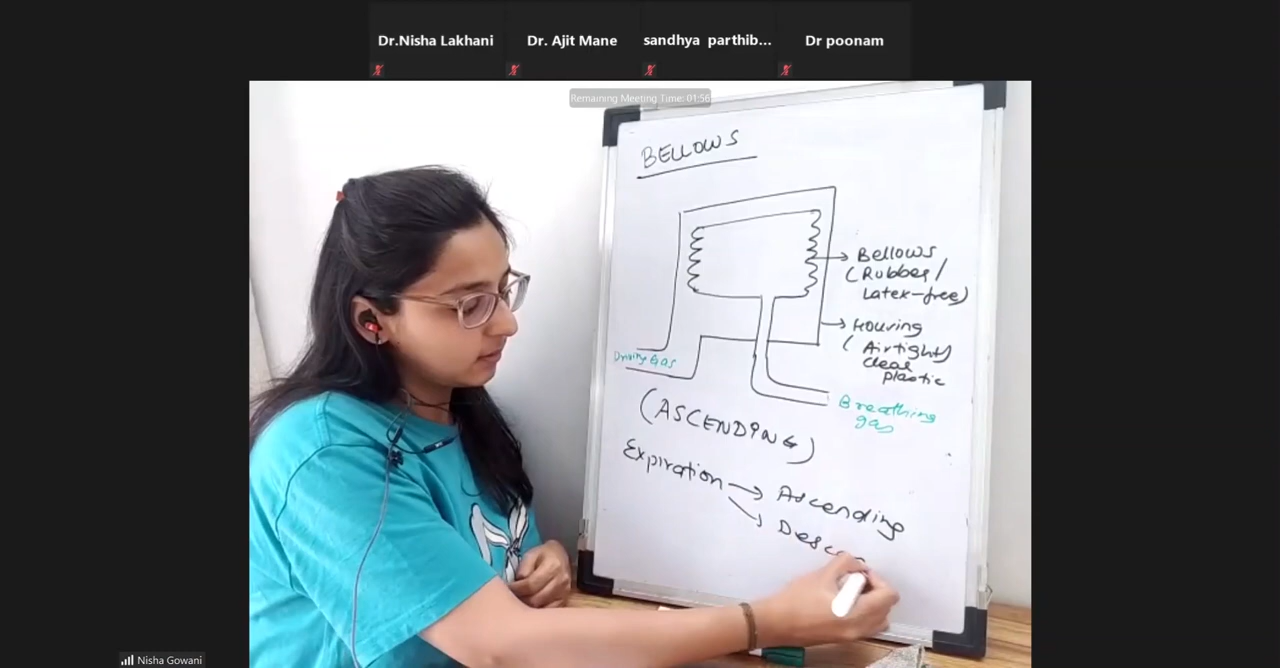 Dr.Nisha Lakhani
Dr. Ajit Mane
sandhya parthib...
Dr poonam
Remaining Meeting Time: 01:56
BELLOWS
Bellows
(Rubber/
Latex-free)
Housing
(Airtight)
clear
plastic
Driving Gas
Breathing
gas
(ASCENDING)
Expiration → Ascending
Desc
Nisha Gowani